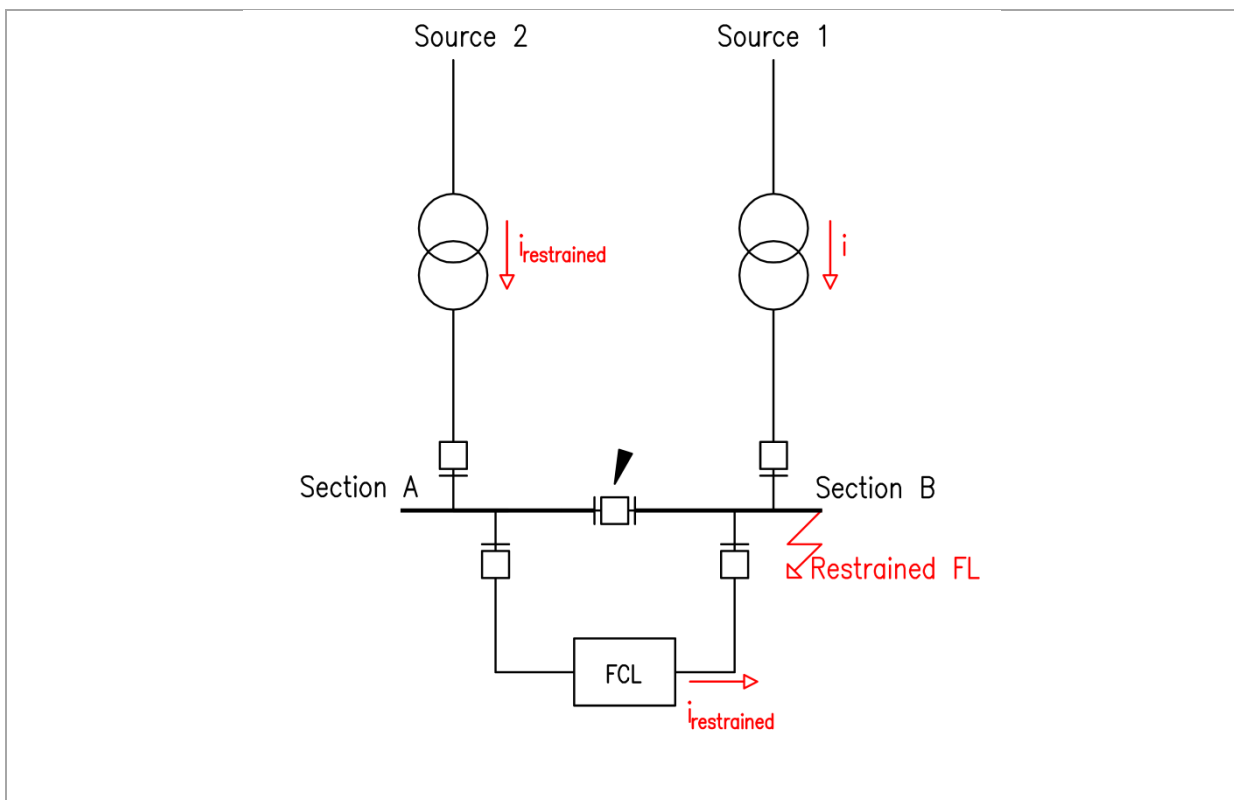 Source 2
Source 1
irestrained
i
Section A
Section B
Restrained FL
FCL
irestrained